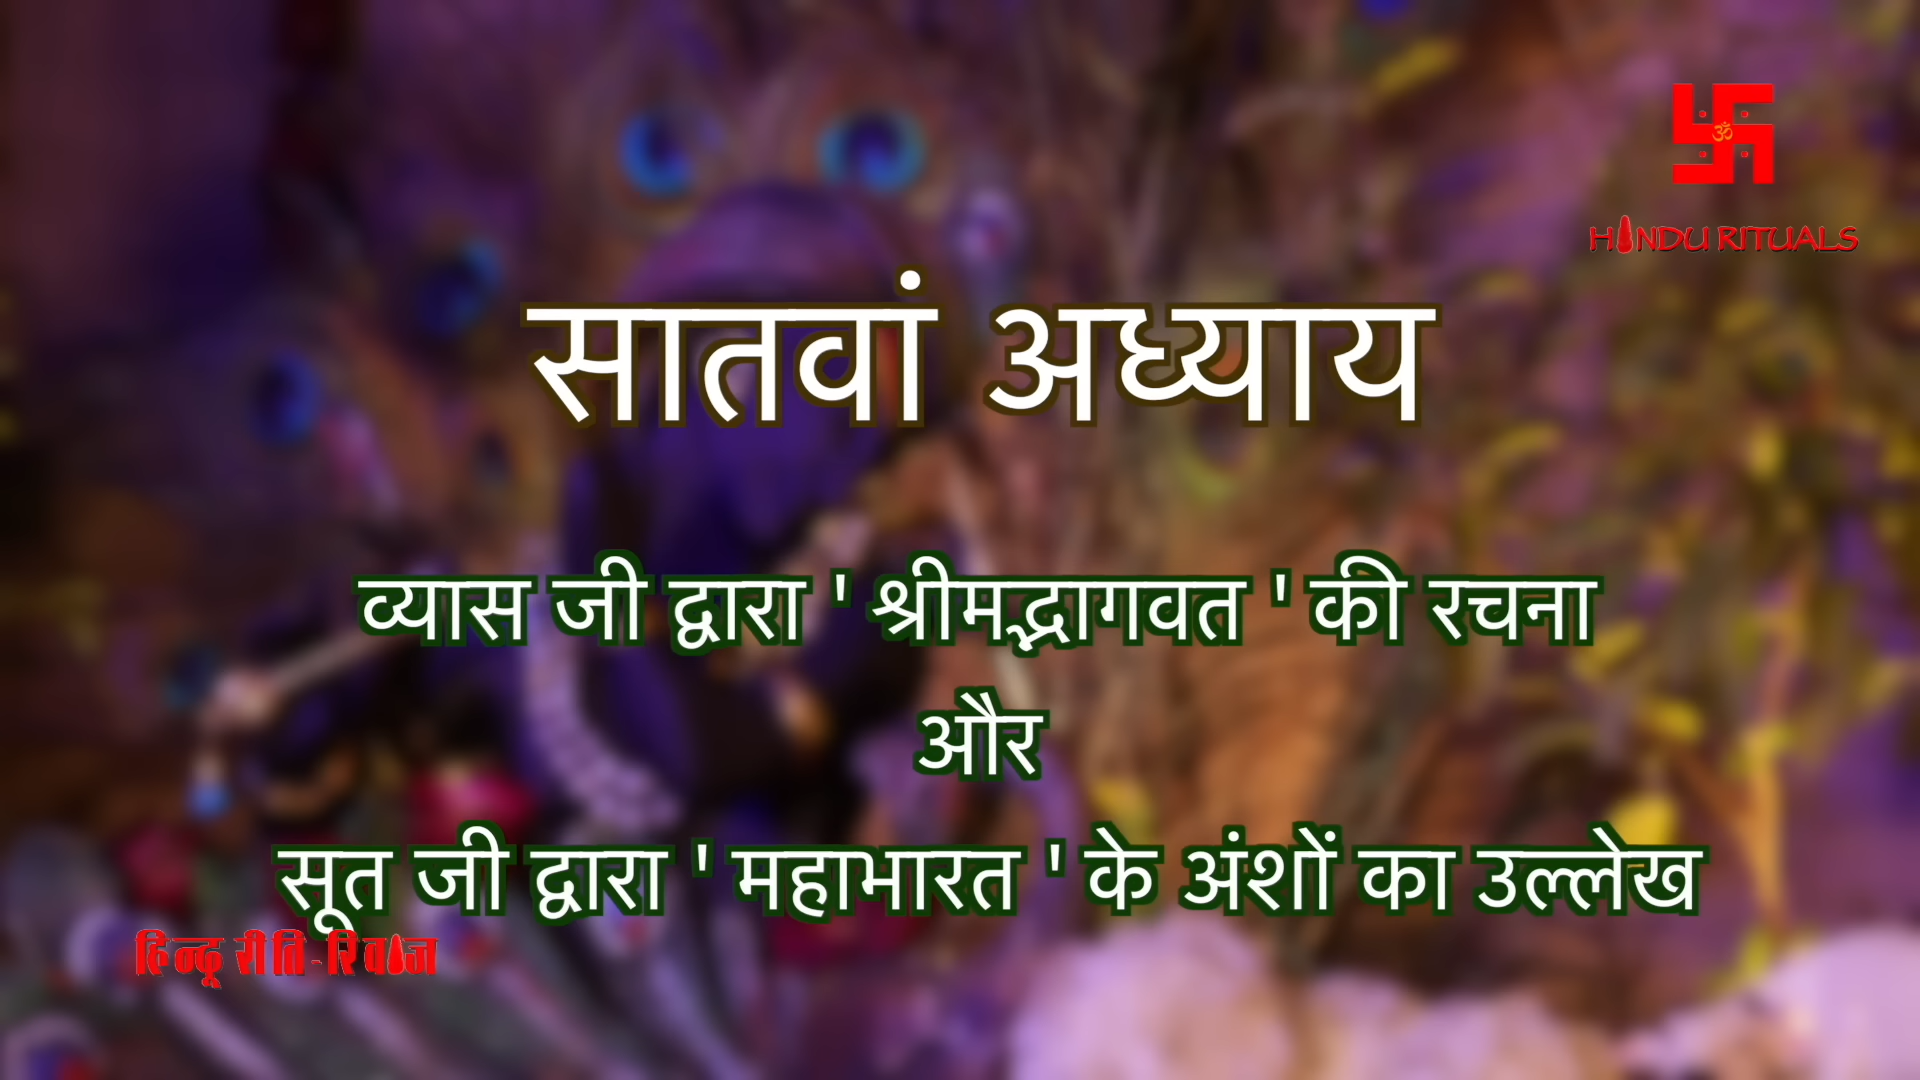 HINDU RITUALS
सातवां अध्याय
व्यास जी द्वारा ' श्रीमद्भागवत ' की रचना
और
सूत जी द्वारा ' महाभारत ' के अंशों का उल्लेख
हिन्दू रीति-रिवाज